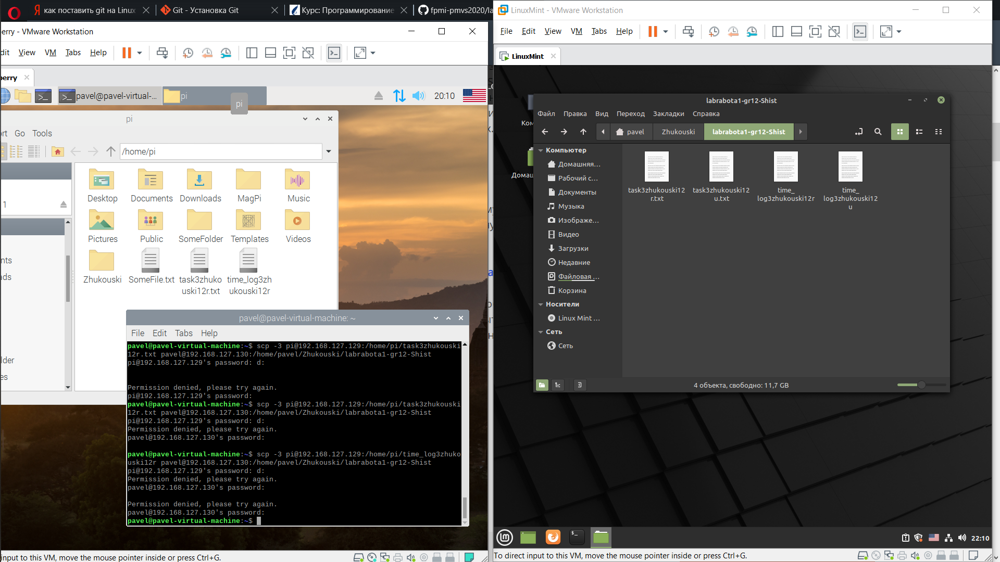 как поставить git на Linux
Git - Установка Git
Курс: Программирование
fpmi-pmvs2020/la
berry - VMware Workstation
dit View VM Tabs Help
berry
pavel@pavel-virtual-...
pi
20:10
pi
pi
ort Go Tools
/home/pi
1
nts
ads
lder
es
Desktop Documents Downloads MagPi Music
Pictures Public SomeFolder Templates Videos
Zhukouski SomeFile.txt task3zhuko time_log3zh
ouski12r.txt ukouski12r
pavel@pavel-virtual-machine: ~
File Edit Tabs Help
pavel@pavel-virtual-machine:~$ scp -3 pi@192.168.127.129:/home/pi/task3zhukouski
12r.txt pavel@192.168.127.130:/home/pavel/Zhukouski/labrabota1-gr12-Shist
pi@192.168.127.129's password: d:
Permission denied, please try again.
pi@192.168.127.129's password:
pavel@pavel-virtual-machine:~$ scp -3 pi@192.168.127.129:/home/pi/task3zhukouski
12r.txt pavel@192.168.127.130:/home/pavel/Zhukouski/labrabota1-gr12-Shist
pi@192.168.127.129's password: d:
Permission denied, please try again.
pavel@192.168.127.130's password:
pavel@pavel-virtual-machine:~$ scp -3 pi@192.168.127.129:/home/pi/time_log3zhuko
uski12r pavel@192.168.127.130:/home/pavel/Zhukouski/labrabota1-gr12-Shist
pi@192.168.127.129's password: d:
Permission denied, please try again.
pavel@192.168.127.130's password:
Permission denied, please try again.
pavel@192.168.127.130's password:
pavel@pavel-virtual-machine:~$
input to this VM, move the mouse pointer inside or press Ctrl+G.
LinuxMint - VMware Workstation
File Edit View VM Tabs Help
LinuxMint
Ком
Домаш
labrabota1-gr12-Shist
Файл Правка Вид Переход Закладки Справка
pavel Zhukouski labrabota1-gr12-Shist
Компьютер
Домашняя...
Рабочий с...
Документы
Музыка
Изображе...
Видео
Загрузки
Недавние
Файловая ...
Корзина
Носители
Linux Mint ...
Сеть
Сеть
task3zhukouski12 task3zhukouski12 time_ time_
r.txt u.txt log3zhukouski12r log3zhukouski12
u
4 объекта, свободно: 11,7 GB
22:10
To direct input to this VM, move the mouse pointer inside or press Ctrl+G.